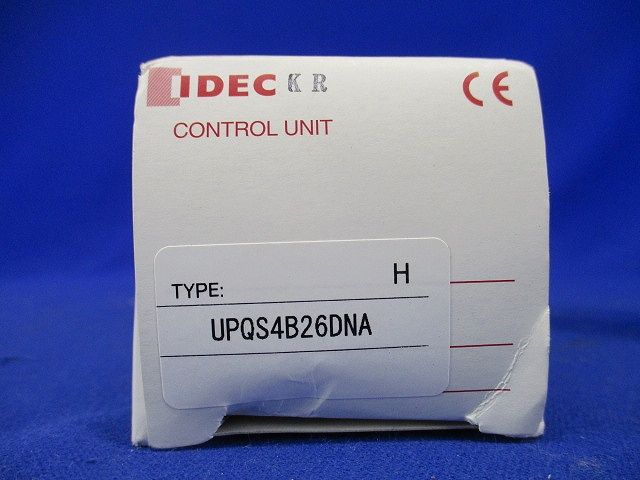 IDEC KR CE
CONTROL UNIT
TYPE: H
UPQS4B26DNA